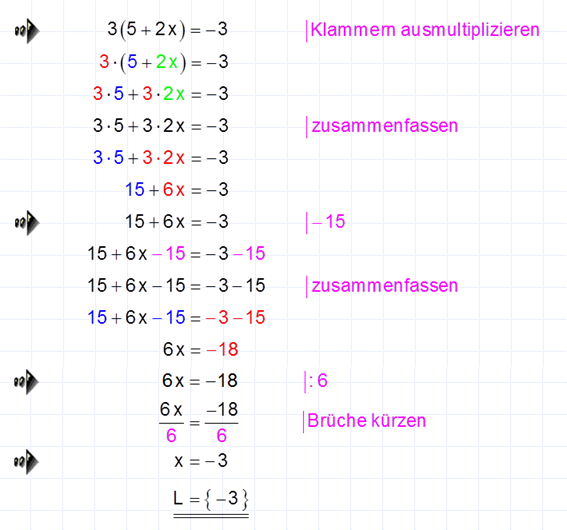 3(5+2x)=−3 |Klammern ausmultiplizieren
3·(5+2x)=−3
3·5+3·2x=−3
3·5+3·2x=−3 |zusammenfassen
3·5+3·2x=−3
15+6x=−3
15+6x=−3 |−15
15+6x−15=−3−15
15+6x−15=−3−15 |zusammenfassen
15+6x−15=−3−15
6x=−18
6x=−18 |:6
6x/6=−18/6 |Brüche kürzen
x=−3
L={−3}